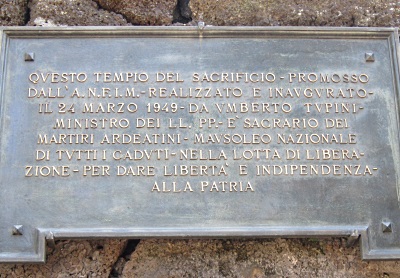 QVESTO TEMPIO DEL SACRIFICIO - PROMOSSO
DALL'A.N.F.I.M. - REALIZZATO E INAVGVRATO -
IL 24 MARZO 1949 - DA VMBERTO TVPINI -
MINISTRO DEI LL. PP. - E' SACRARIO DEI
MARTIRI ARDEATINI - MAVSOLEO NAZIONALE
DI TVTTI I CADVTI - NELLA LOTTA DI LIBERA-
ZIONE - PER DARE LIBERTA' E INDIPENDENZA -
ALLA PATRIA